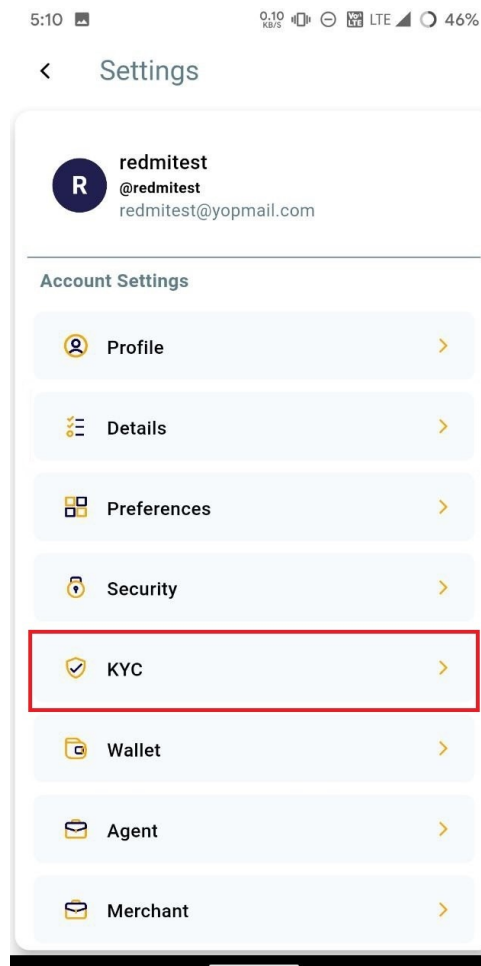 5:10 0.10 KB/S VoLTE LTE 46%
Settings
R
redmitest
@redmitest
redmitest@yopmail.com
Account Settings
Profile
Details
Preferences
Security
KYC
Wallet
Agent
Merchant